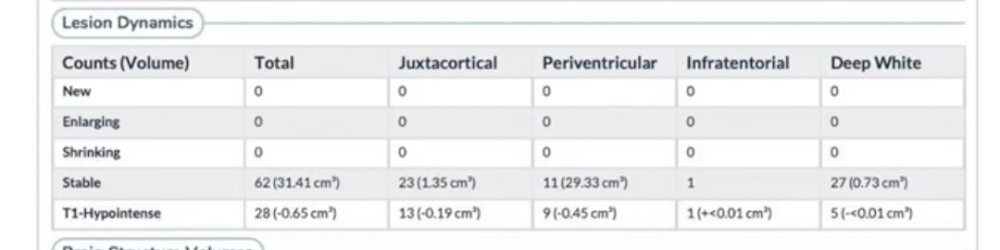 Lesion Dynamics
Counts (Volume) Total Juxtacortical Periventricular Infratentorial Deep White
New 0 0 0 0 0
Enlarging 0 0 0 0 0
Shrinking 0 0 0 0 0
Stable 62 (31.41 cm³) 23 (1.35 cm³) 11 (29.33 cm³) 1 27 (0.73 cm³)
T1-Hypointense 28 (-0.65 cm³) 13 (-0.19 cm³) 9 (-0.45 cm³) 1 (+<0.01 cm³) 5 (-<0.01 cm³)
Brain Structure Volumes